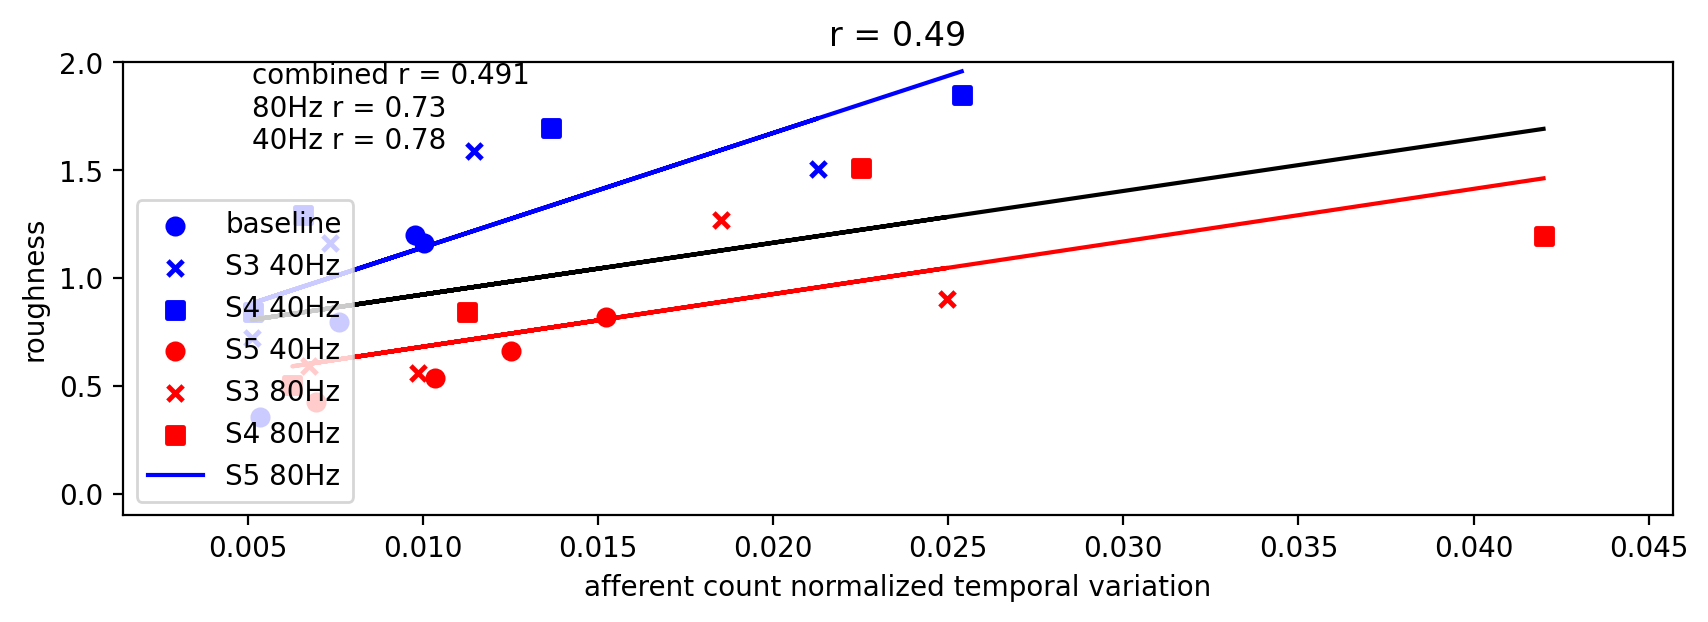 r = 0.49
combined r = 0.491
80Hz r = 0.73
40Hz r = 0.78
roughness
2.0
1.5
1.0
0.5
0.0
baseline
S3 40Hz
S4 40Hz
S5 40Hz
S3 80Hz
S4 80Hz
S5 80Hz
0.005 0.010 0.015 0.020 0.025 0.030 0.035 0.040 0.045
afferent count normalized temporal variation